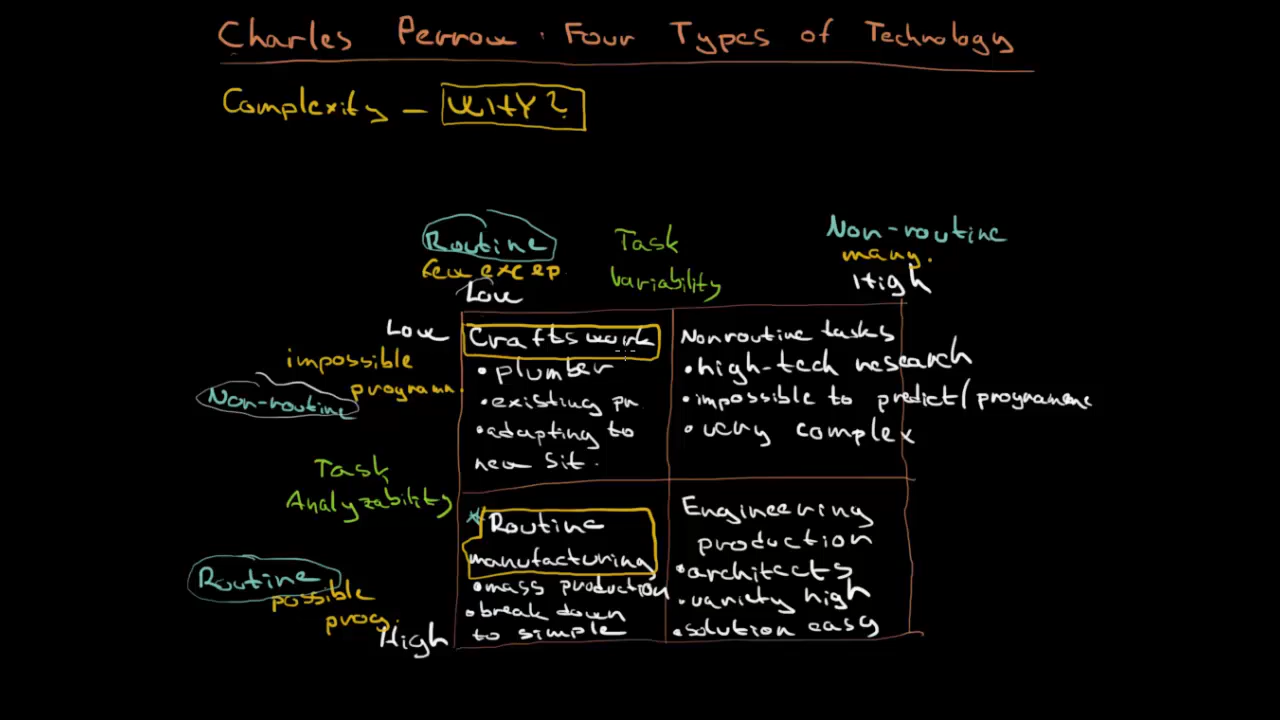 Charles Perrow: Four Types of Technology
Complexity - WHY?
Routine
few excep.
Low
Task
Variability
Non-routine
many.
High
Low
impossible
programm.
Non-routine
Task
Analyzability
Routine
possible
prog.
High
Craftswork
• plumber
• existing pr
• adapting to
new sit.
Nonroutine tasks
• high-tech research
• impossible to predict/programme
• very complex
* Routine
manufacturing
• mass production
• break down
to simple
Engineering
production
• architects
• variety high
• solution easy